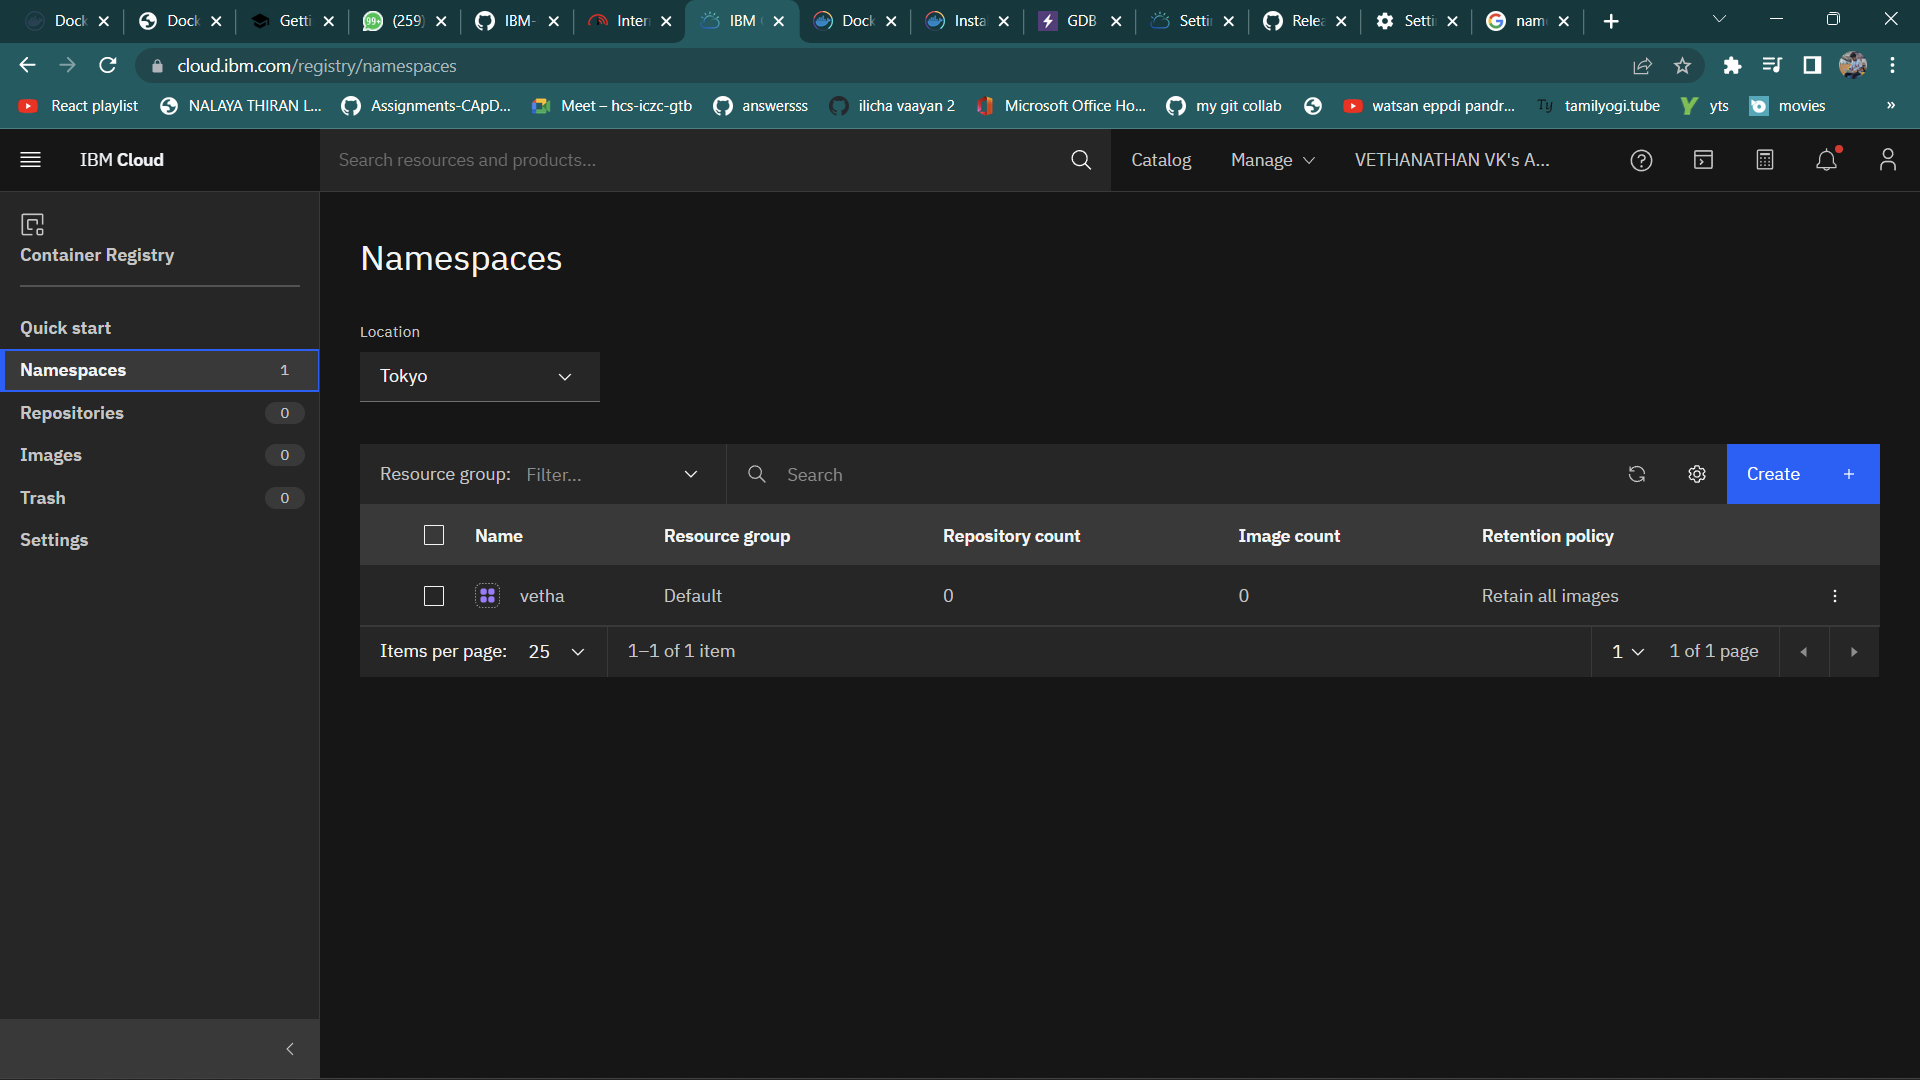 Dock
Dock
Getti
(259)
IBM-
Inter
IBM
Dock
Insta
GDB
Setti
Relea
Setti
nam
cloud.ibm.com/registry/namespaces
React playlist
NALAYA THIRAN L...
Assignments-CApD...
Meet – hcs-iczc-gtb
answersss
ilicha vaayan 2
Microsoft Office Ho...
my git collab
watsan eppdi pandr...
Ty tamilyogi.tube
yts
movies
»
IBM Cloud
Search resources and products...
Catalog
Manage
VETHANATHAN VK's A...
Container Registry
Quick start
Namespaces 1
Repositories 0
Images 0
Trash 0
Settings
Namespaces
Location
Tokyo
Resource group: Filter...
Search
Create +
Name Resource group Repository count Image count Retention policy
vetha Default 0 0 Retain all images
Items per page: 25 1–1 of 1 item 1 1 of 1 page